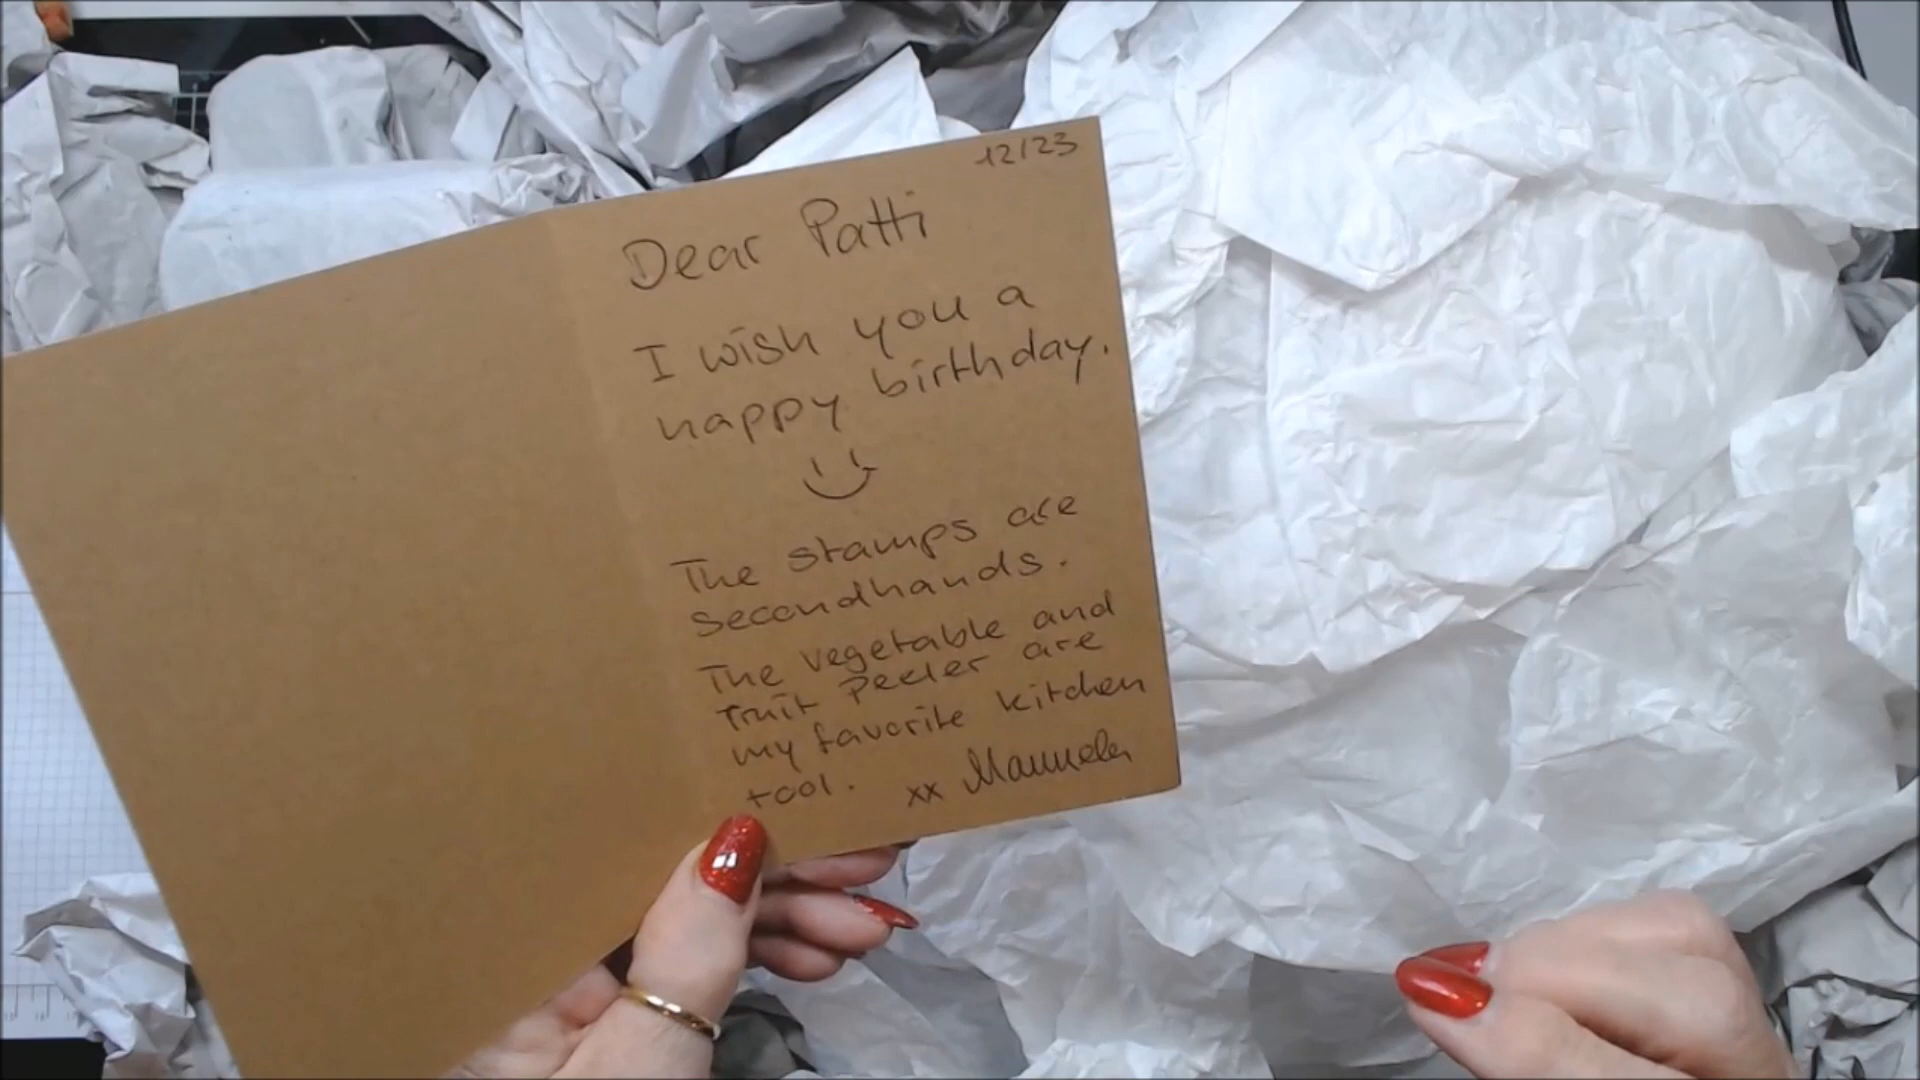 12/23
Dear Patti
I wish you a
happy birthday.
The stamps are
secondhands.
The vegetable and
fruit Peeler are
my favorite kitchen
tool. xx Manuela